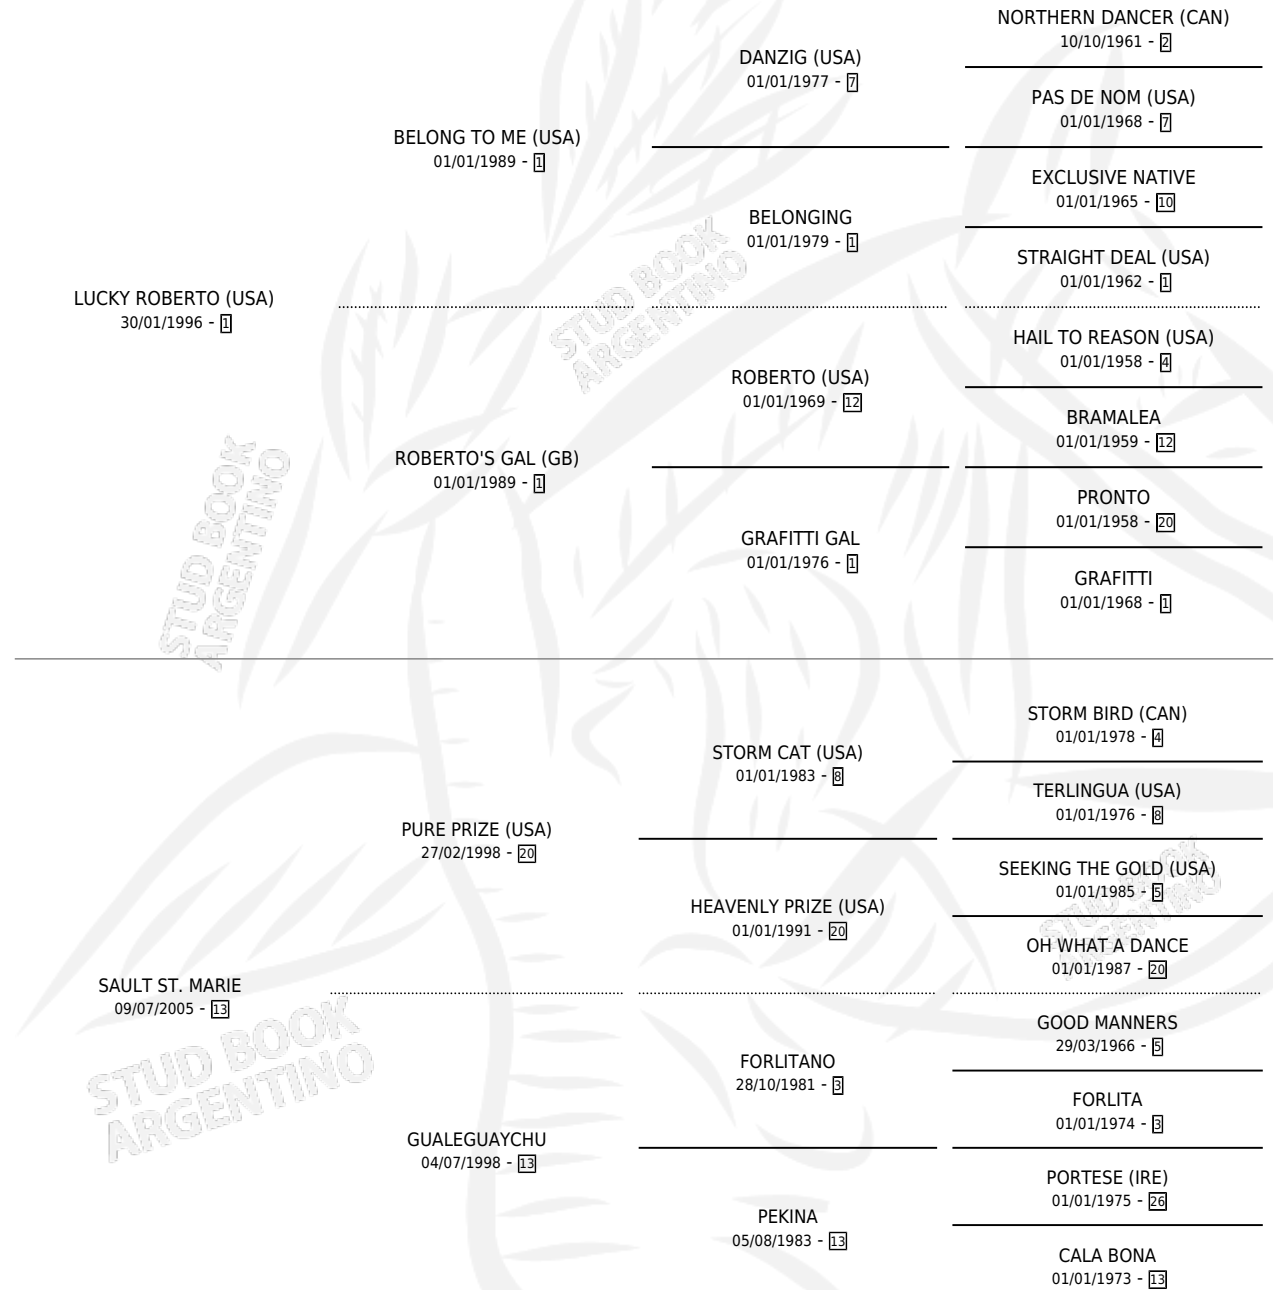 NORTHERN DANCER (CAN)
10/10/1961 - 2
DANZIG (USA)
01/01/1977 - 7
PAS DE NOM (USA)
01/01/1968 - 7
BELONG TO ME (USA)
01/01/1989 - 1
EXCLUSIVE NATIVE
01/01/1965 - 10
BELONGING
01/01/1979 - 1
STRAIGHT DEAL (USA)
01/01/1962 - 1
LUCKY ROBERTO (USA)
30/01/1996 - 1
HAIL TO REASON (USA)
01/01/1958 - 4
ROBERTO (USA)
01/01/1969 - 12
BRAMALEA
01/01/1959 - 12
ROBERTO'S GAL (GB)
01/01/1989 - 1
PRONTO
01/01/1958 - 20
GRAFITTI GAL
01/01/1976 - 1
GRAFITTI
01/01/1968 - 1
STORM BIRD (CAN)
01/01/1978 - 4
STORM CAT (USA)
01/01/1983 - 8
TERLINGUA (USA)
01/01/1976 - 8
PURE PRIZE (USA)
27/02/1998 - 20
SEEKING THE GOLD (USA)
01/01/1985 - 5
HEAVENLY PRIZE (USA)
01/01/1991 - 20
OH WHAT A DANCE
01/01/1987 - 20
SAULT ST. MARIE
09/07/2005 - 13
GOOD MANNERS
29/03/1966 - 5
FORLITANO
28/10/1981 - 3
FORLITA
01/01/1974 - 3
GUALEGUAYCHU
04/07/1998 - 13
PORTESE (IRE)
01/01/1975 - 26
PEKINA
05/08/1983 - 13
CALA BONA
01/01/1973 - 13
STUD BOOK
ARGENTINO
STUD BOOK
ARGENTINO
STUD BOOK
ARGENTINO
STUD BOOK
ARGENTINO